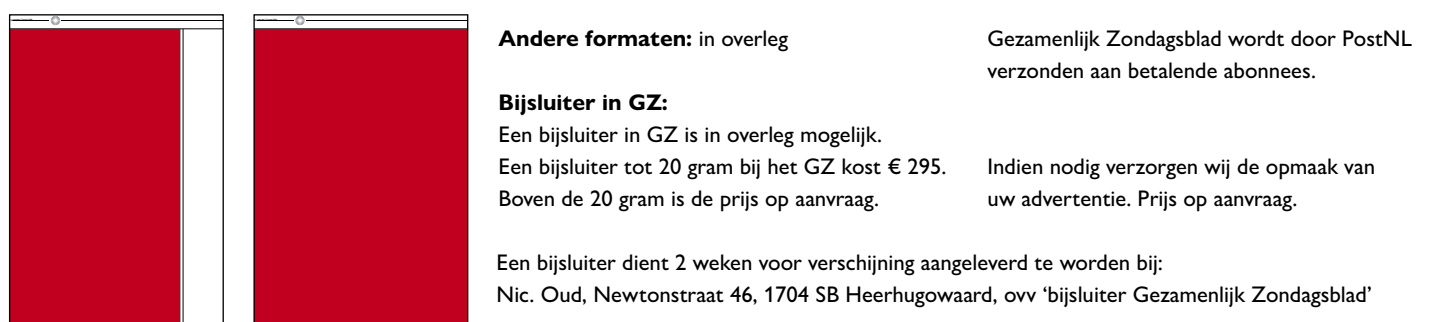 Andere formaten: in overleg
Bijsluiter in GZ:
Een bijsluiter in GZ is in overleg mogelijk.
Een bijsluiter tot 20 gram bij het GZ kost € 295.
Boven de 20 gram is de prijs op aanvraag.
Gezamenlijk Zondagsblad wordt door PostNL
verzonden aan betalende abonnees.
Indien nodig verzorgen wij de opmaak van
uw advertentie. Prijs op aanvraag.
Een bijsluiter dient 2 weken voor verschijning aangeleverd te worden bij:
Nic. Oud, Newtonstraat 46, 1704 SB Heerhugowaard, ovv ‘bijsluiter Gezamenlijk Zondagsblad’